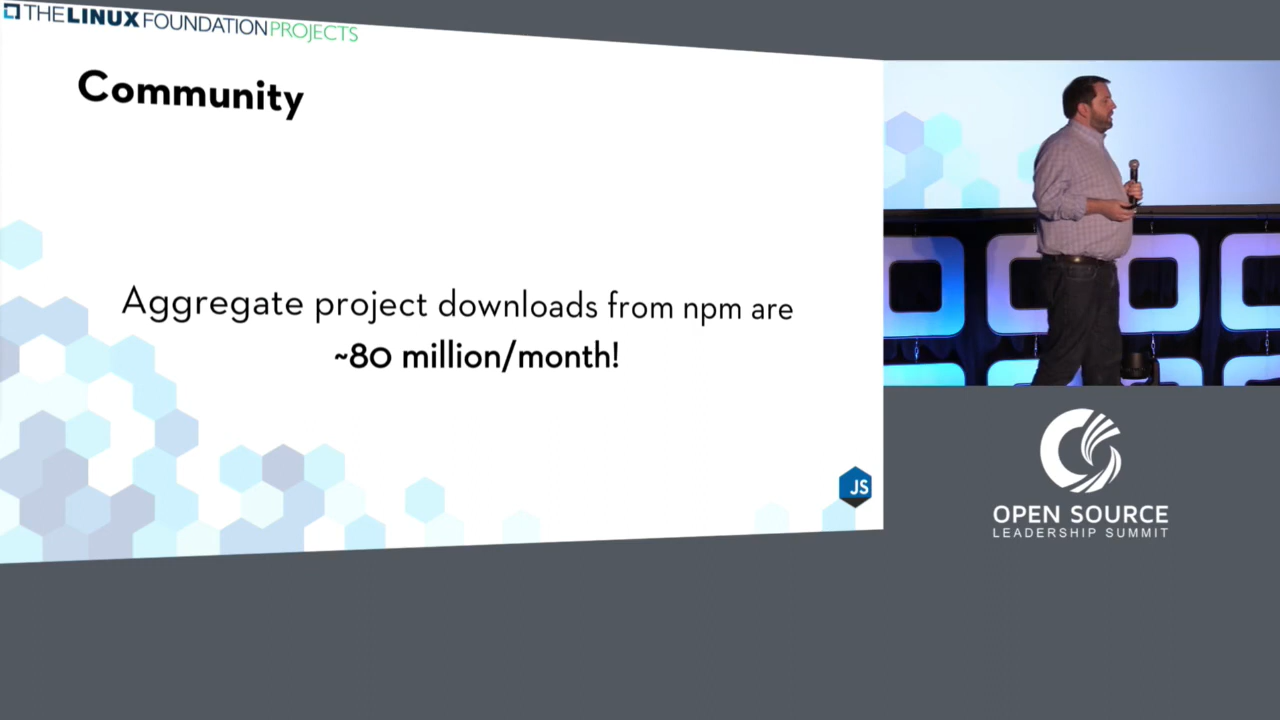 THE LINUX FOUNDATION PROJECTS
Community
Aggregate project downloads from npm are
~80 million/month!
JS
OPEN SOURCE
LEADERSHIP SUMMIT